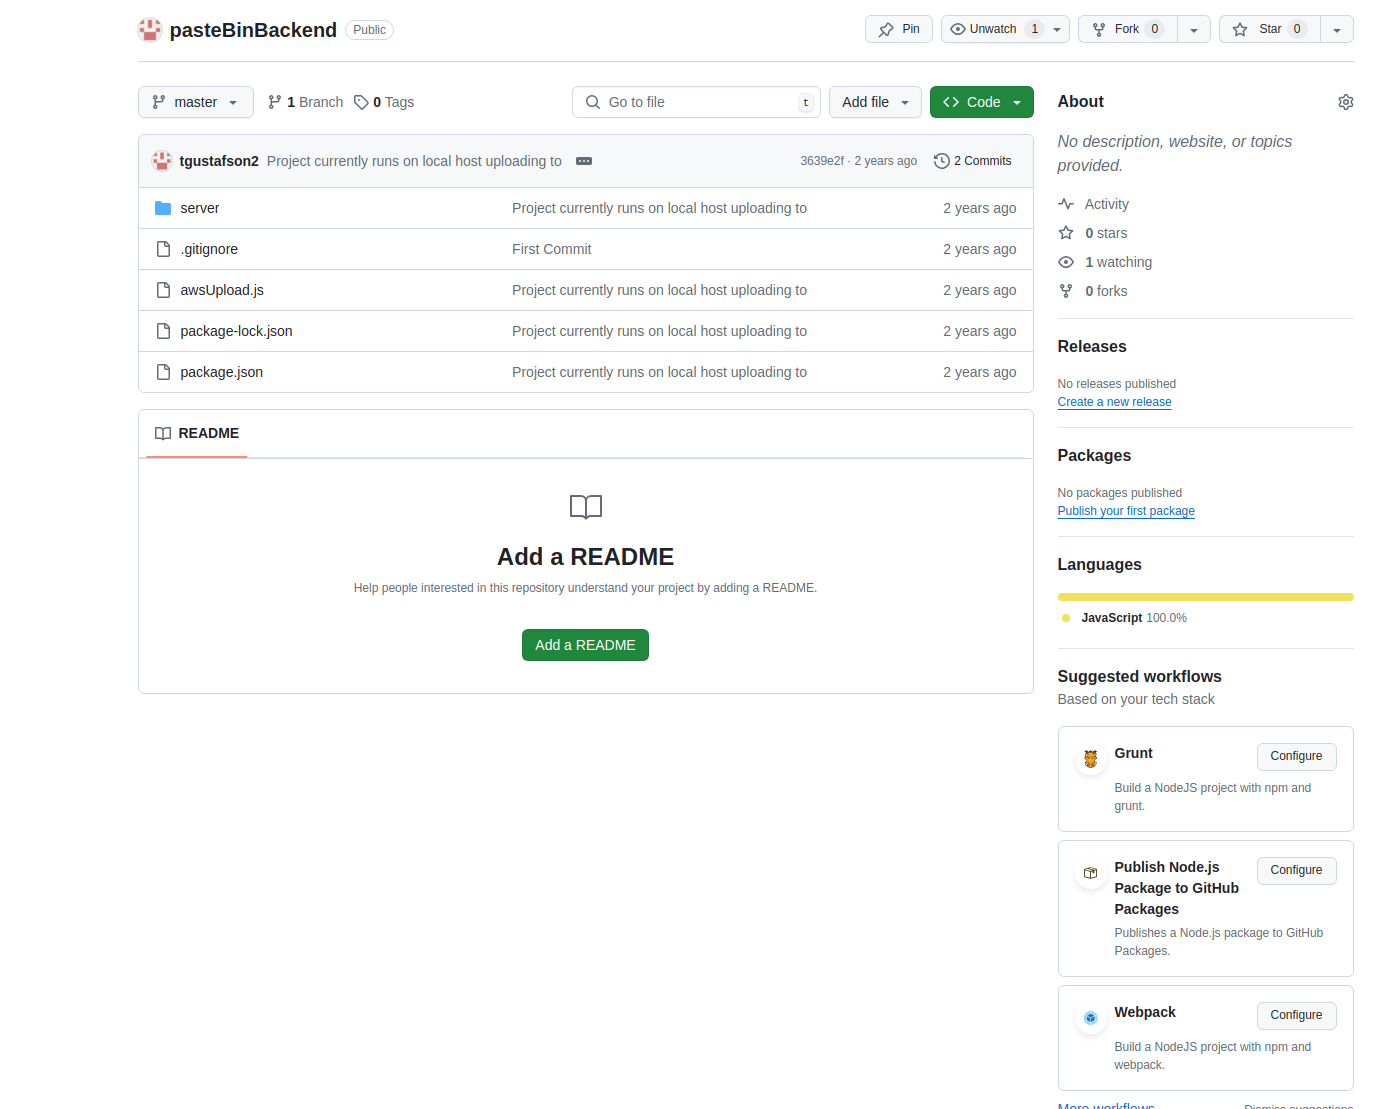 pasteBinBackend Public Pin Unwatch 1 Fork 0 Star 0
master 1 Branch 0 Tags Go to file t Add file Code
tgustafson2 Project currently runs on local host uploading to 3639e2f · 2 years ago 2 Commits
server Project currently runs on local host uploading to 2 years ago
.gitignore First Commit 2 years ago
awsUpload.js Project currently runs on local host uploading to 2 years ago
package-lock.json Project currently runs on local host uploading to 2 years ago
package.json Project currently runs on local host uploading to 2 years ago
README
Add a README
Help people interested in this repository understand your project by adding a README.
Add a README
About
No description, website, or topics
provided.
Activity
0 stars
1 watching
0 forks
Releases
No releases published
Create a new release
Packages
No packages published
Publish your first package
Languages
JavaScript 100.0%
Suggested workflows
Based on your tech stack
Grunt Configure
Build a NodeJS project with npm and
grunt.
Publish Node.js Configure
Package to GitHub
Packages
Publishes a Node.js package to GitHub
Packages.
Webpack Configure
Build a NodeJS project with npm and
webpack.
More workflows Dismiss suggestions